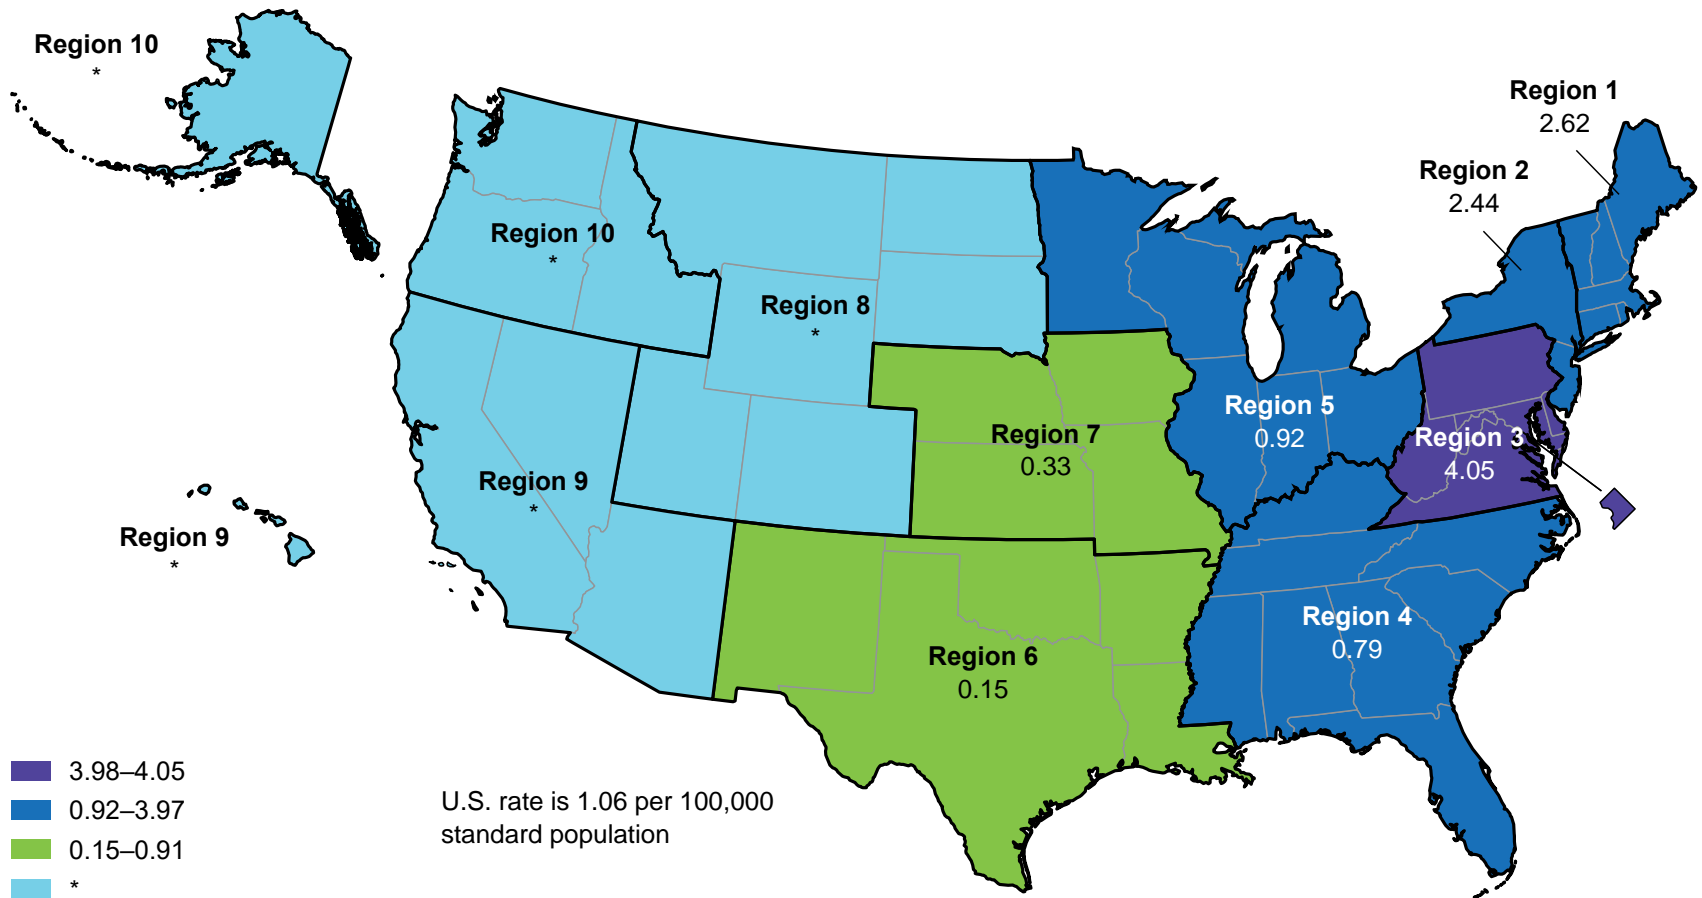 Region 10
*
Region 1
2.62
Region 2
2.44
Region 10
*
Region 8
*
Region 5
0.92
Region 7
0.33
Region 3
4.05
Region 9
*
Region 9
*
Region 4
0.79
Region 6
0.15
3.98–4.05
0.92–3.97
0.15–0.91
*
U.S. rate is 1.06 per 100,000
standard population